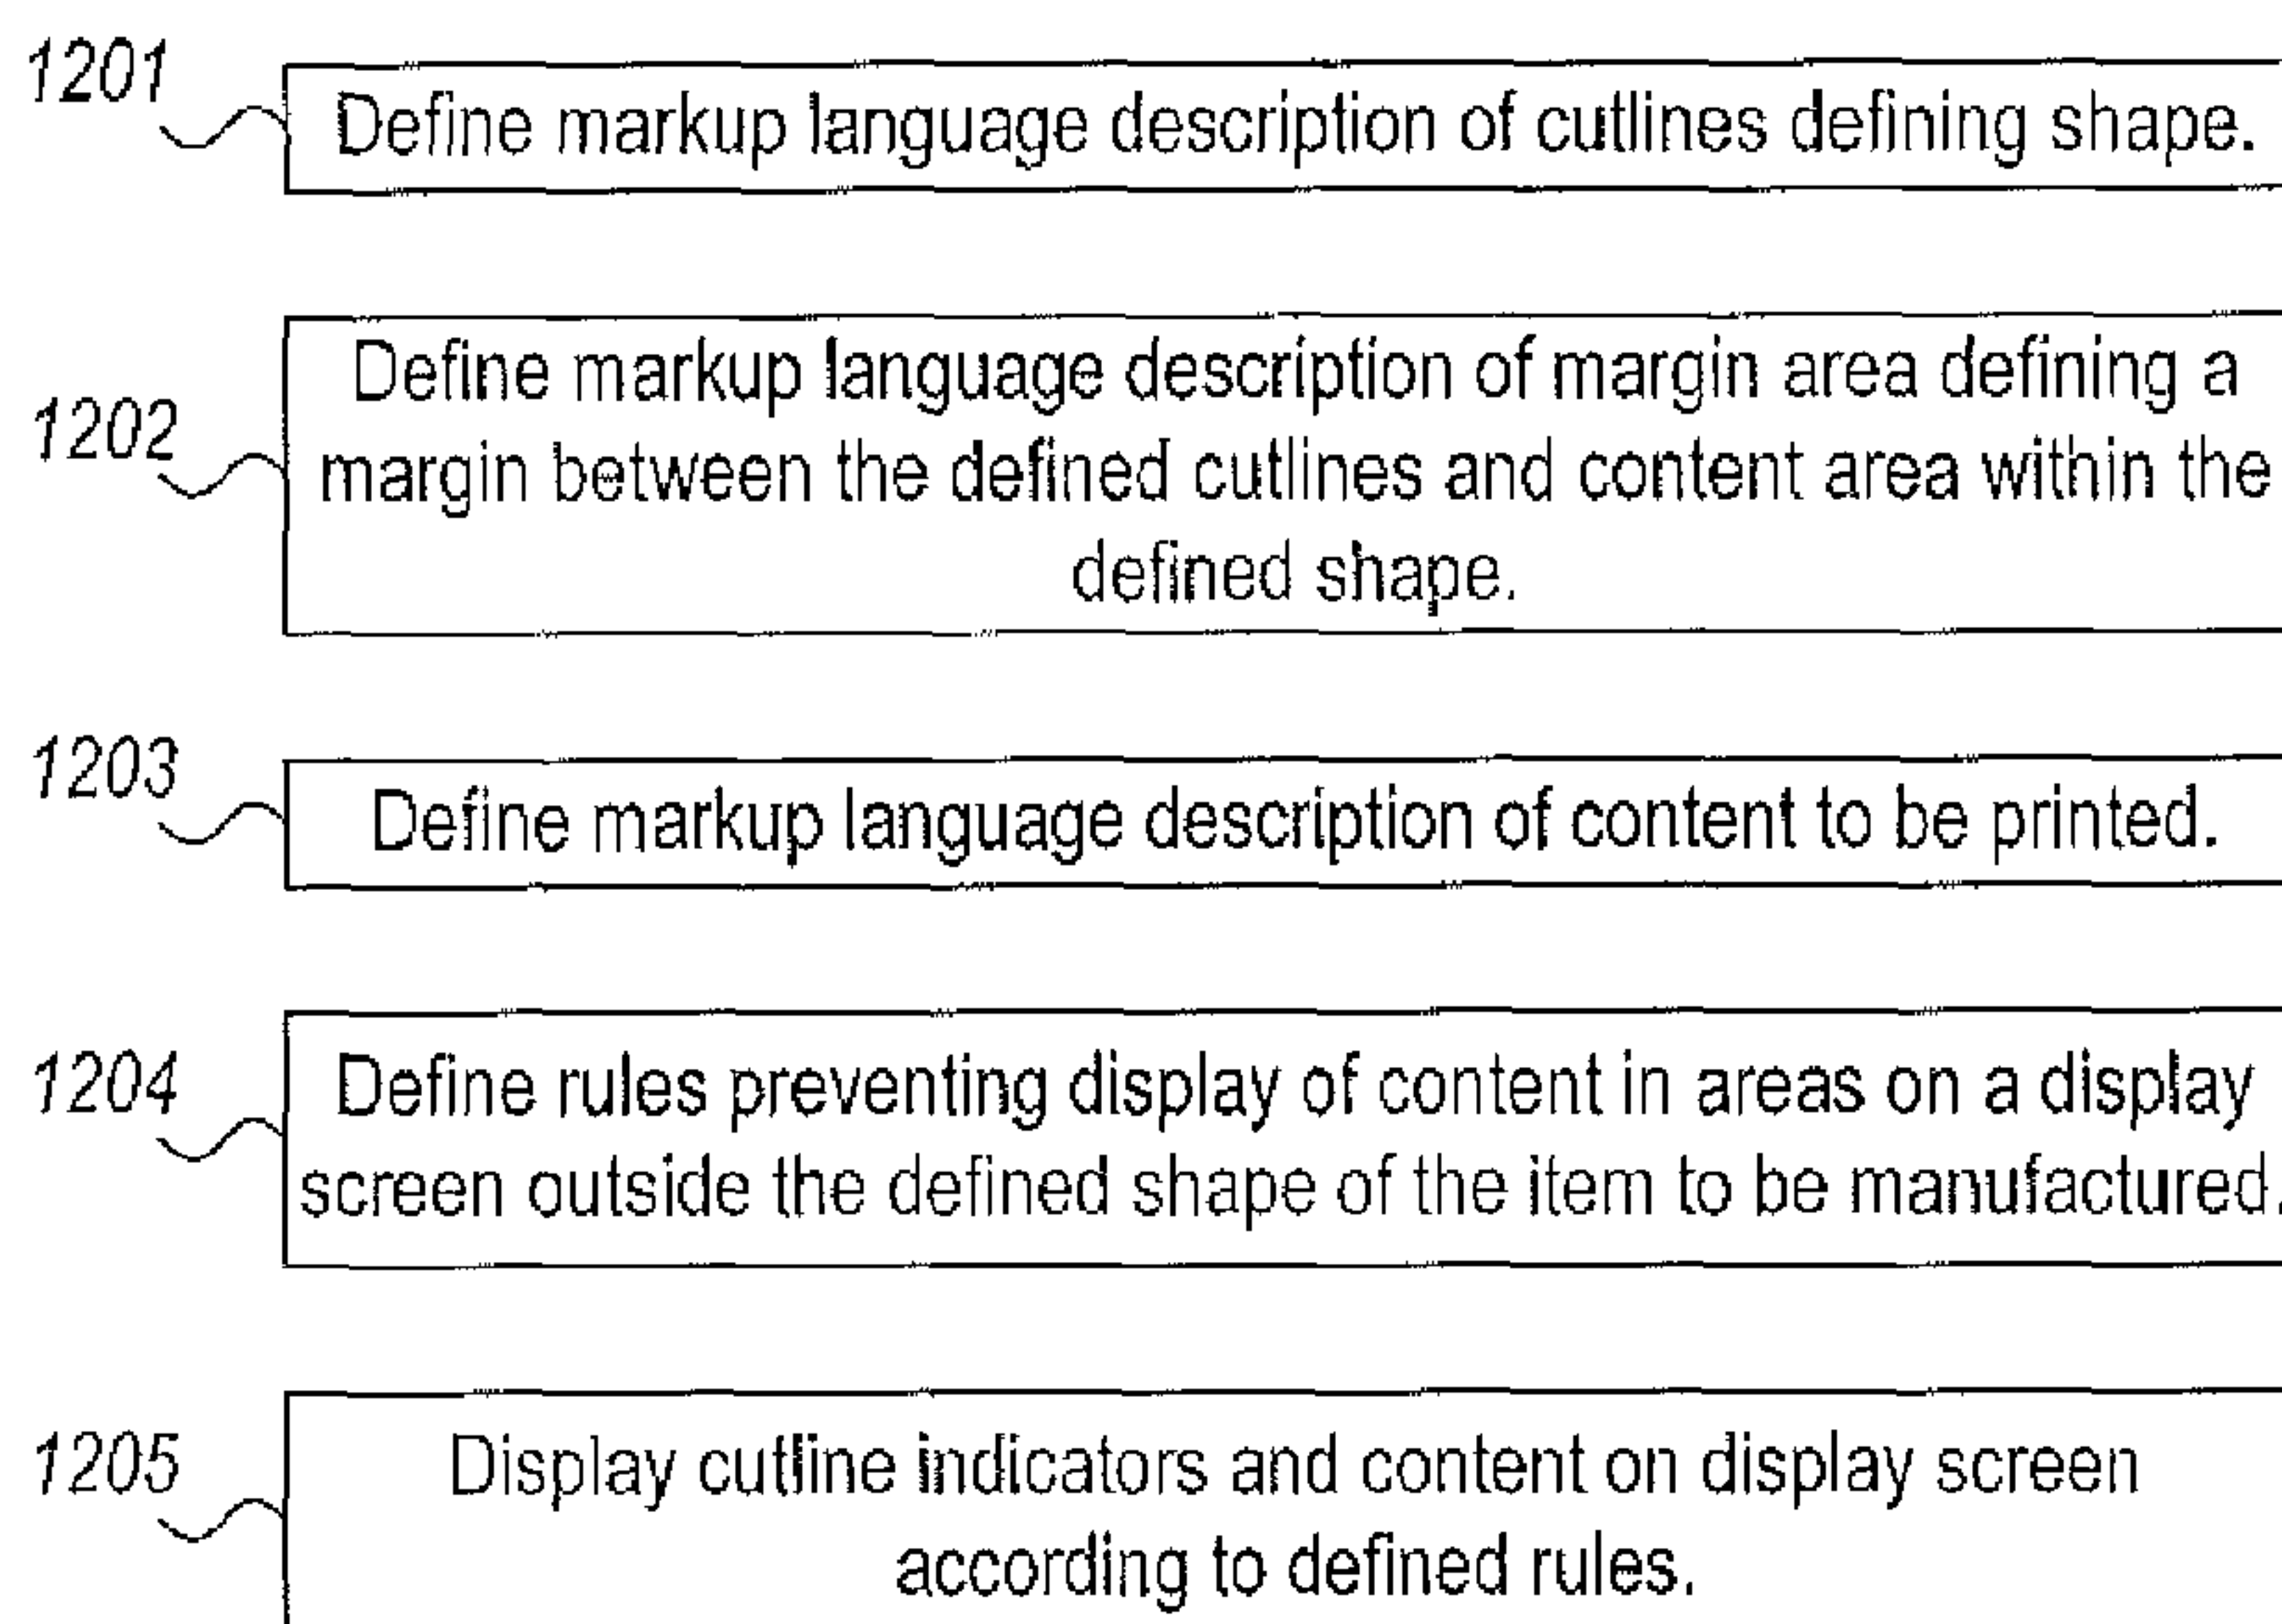 1201
Define markup language description of cutlines defining shape.
Define markup language description of margin area defining a
1202
margin between the defined cutlines and content area within the
defined shape.
1203
Define markup language description of content to be printed.
1204
Define rules preventing display of content in areas on a display
screen outside the defined shape of the item to be manufactured.
1205
Display cutline indicators and content on display screen
according to defined rules.